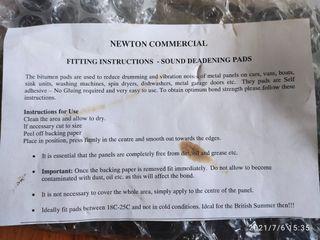 NEWTON COMMERCIAL
FITTING INSTRUCTIONS - SOUND DEADENING PADS
The bitumen pads are used to reduce drumming and vibration noise of metal panels on cars, vans, boats,
sink units, washing machines, spin dryers, dishwashers, metal garage doors etc. They pads are Self
adhesive – No Gluing required and very easy to use. To obtain optimum bond strength please follow these
instructions.
Instructions for Use
Clean the area and allow to dry.
If necessary cut to size
Peel off backing paper
Place in position, press firmly in the centre and smooth out towards the edges.
• It is essential that the panels are completely free from dirt, oil and grease etc.
• Important: Once the backing paper is removed fit immediately. Do not allow to become
contaminated with dust, oil etc. as this will affect the bond.
• It is not necessary to cover the whole area, simply apply to the centre of the panel.
• Ideally fit pads between 18C-25C and not in cold conditions. Ideal for the British Summer then!!!
2021/7/6 15:35